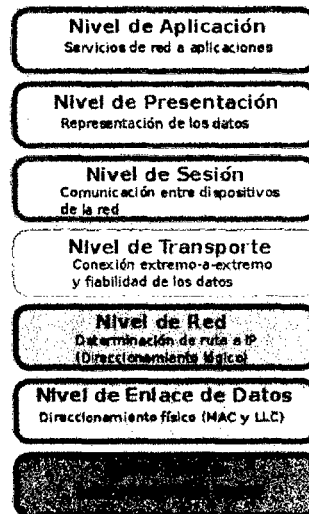 Nivel de Aplicación
Servicios de red a aplicaciones
Nivel de Presentación
Representación de los datos
Nivel de Sesión
Comunicación entre dispositivos
de la red
Nivel de Transporte
Conexión extremo-a-extremo
y fiabilidad de los datos
Nivel de Red
Determinación de ruta e IP
(Direccionamiento lógico)
Nivel de Enlace de Datos
Direccionamiento físico (MAC y LLC)